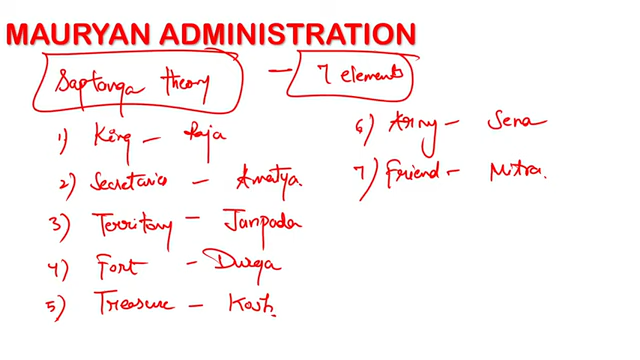 MAURYAN ADMINISTRATION
Saptanga theory — 7 elements
1) King — Raja
2) Secretaries — Amatya
3) Territory — Janpada
4) Fort — Durga
5) Treasure — Kosh
6) Army — Sena
7) Friend — Mitra